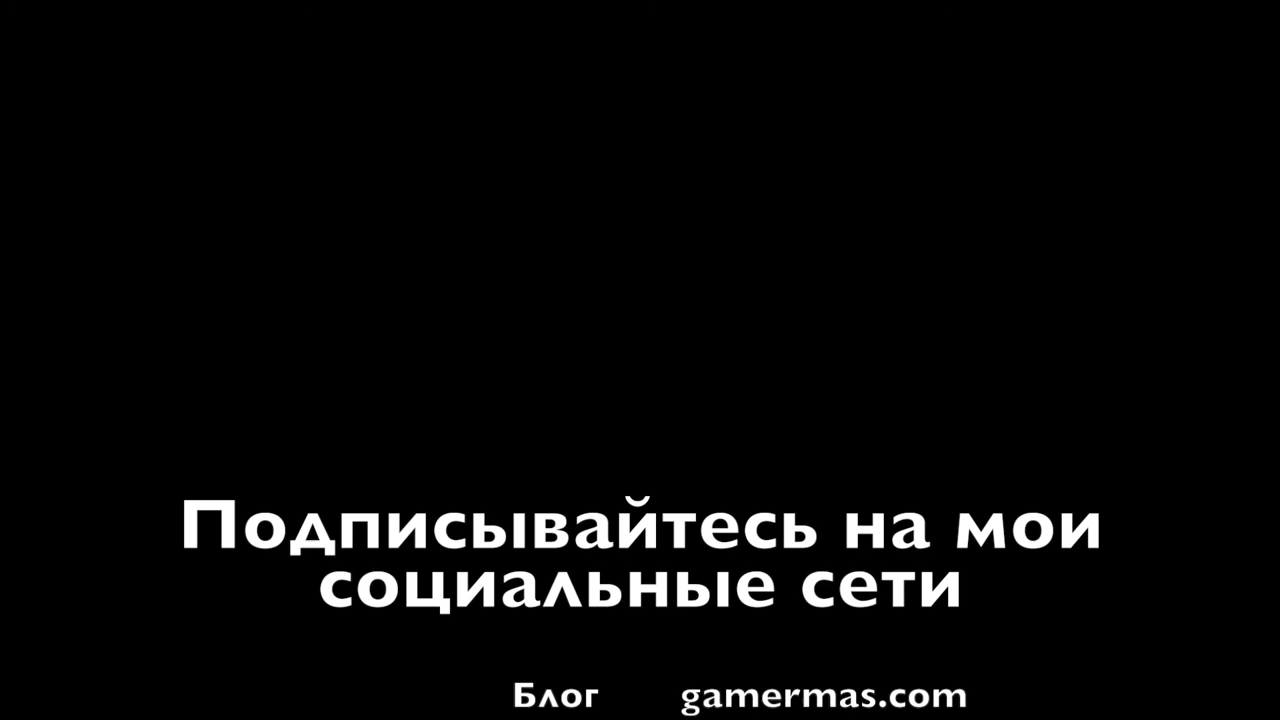 Подписывайтесь на мои
социальные сети
Блог gamermas.com